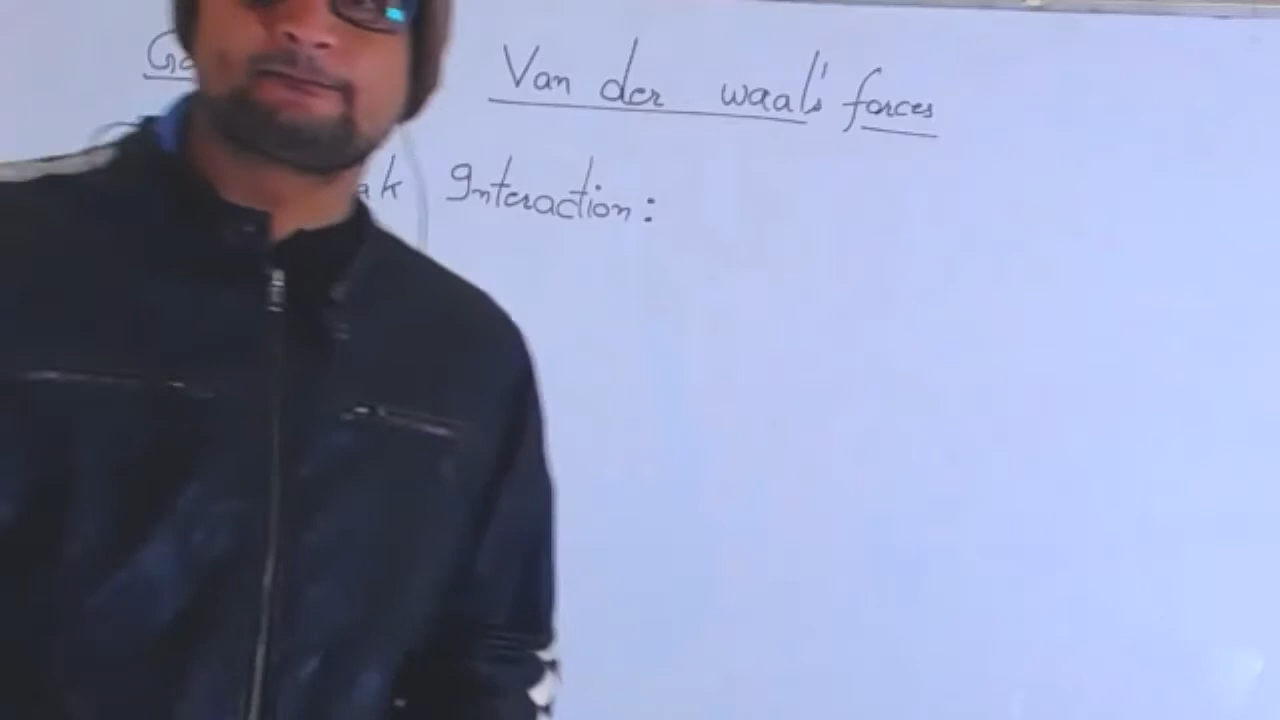 Van der waal's forces
Interaction: